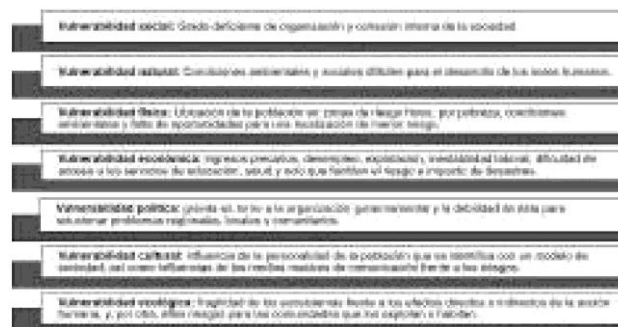 Vulnerabilidad social: Grado deficiente de organización y cohesión interna de la sociedad
Vulnerabilidad natural: Condiciones ambientales y sociales difíciles para el desarrollo de los seres humanos.
Vulnerabilidad física: Ubicación de la población en zonas de riesgo físico, por pobreza, condiciones
ambientales y falta de oportunidades para una localización de menor riesgo.
Vulnerabilidad económica: Ingresos precarios, desempleo, explotación, inestabilidad laboral, dificultad de
acceso a los servicios de educación, salud y ocio que facilitan el riesgo e impacto de desastres.
Vulnerabilidad política: en torno a la organización gubernamental y la debilidad de ésta para
solucionar problemas regionales, locales y comunitarios.
Vulnerabilidad cultural: Influencia de la personalidad de la población que se identifica con un modelo de
sociedad, así como influencias de los medios masivos de comunicación frente a los riesgos.
Vulnerabilidad ecológica: fragilidad de los ecosistemas frente a los efectos directos o indirectos de la acción
humana, y, por otro, altos riesgos para las comunidades que los explotan o habitan.